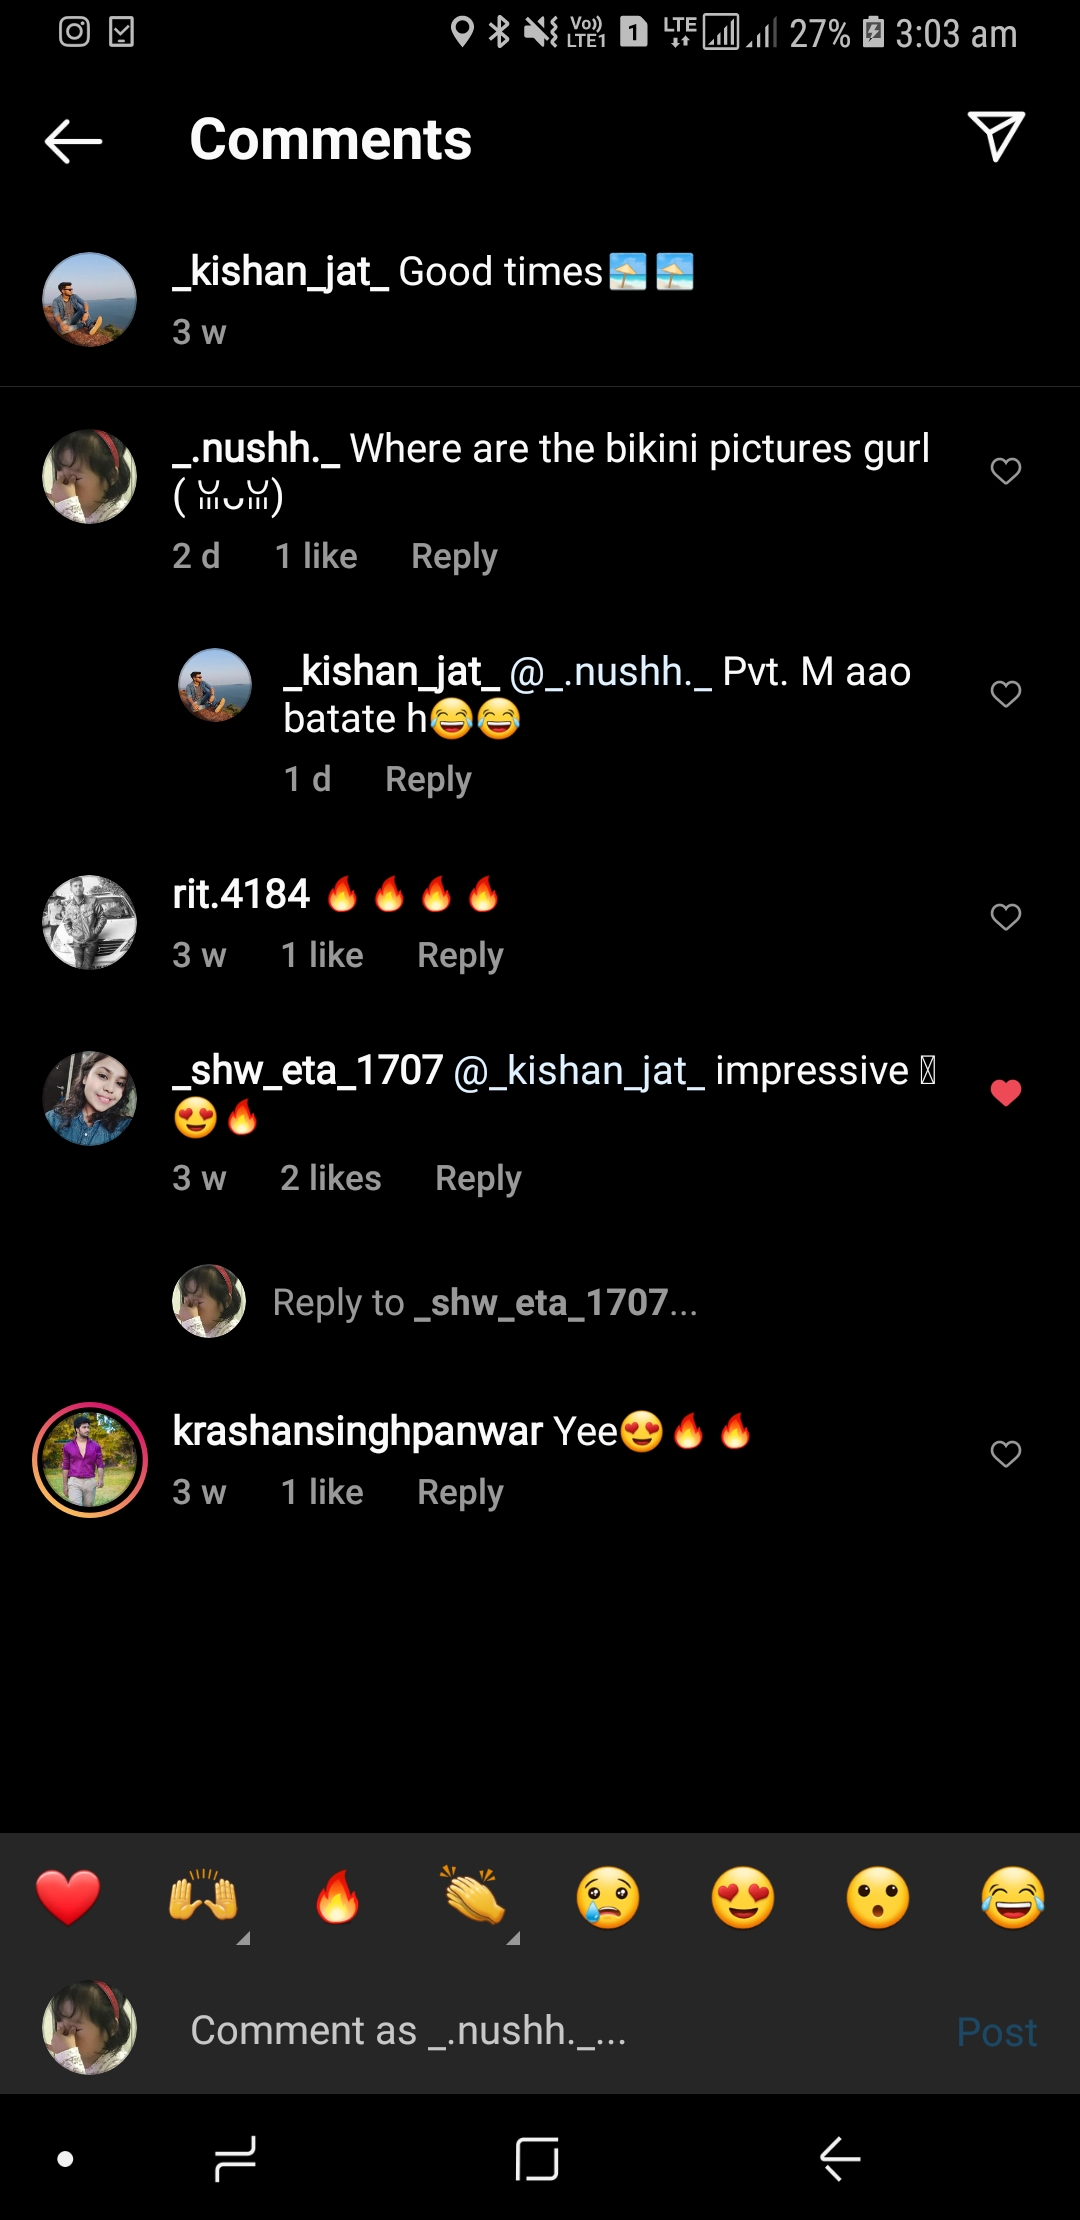 Vo)) LTE1 1 LTE 27% 3:03 am
Comments
_kishan_jat_ Good times🏖️🏖️
3 w
_.nushh._ Where are the bikini pictures gurl
( ꈍᴗꈍ)
2 d 1 like Reply
_kishan_jat_ @_.nushh._ Pvt. M aao
batate h😂😂
1 d Reply
rit.4184 🔥🔥🔥🔥
3 w 1 like Reply
_shw_eta_1707 @_kishan_jat_ impressive
😍🔥
3 w 2 likes Reply
Reply to _shw_eta_1707...
krashansinghpanwar Yee😍🔥🔥
3 w 1 like Reply
❤️🙌🔥👏😢😍😮😂
Comment as _.nushh._... Post